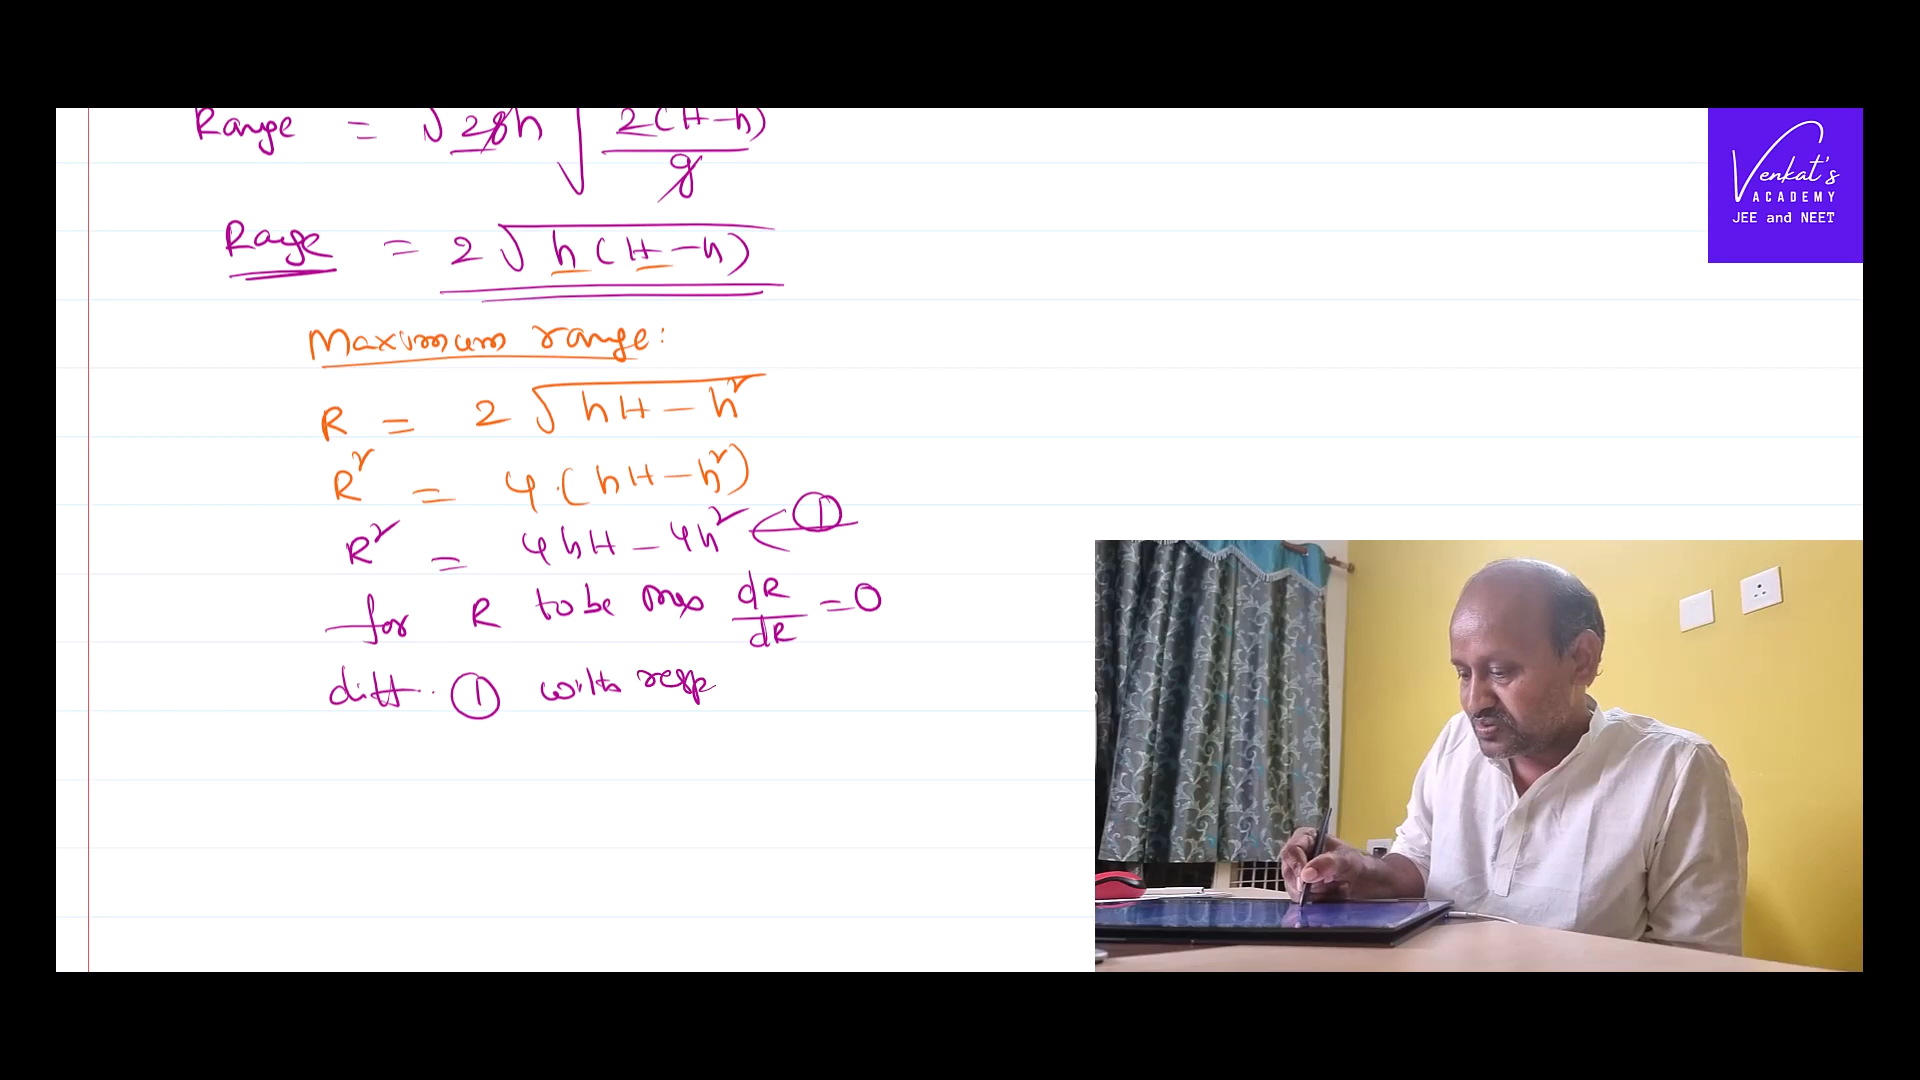 Range = √2gh √2(H-h)/g
Range = 2√h(H-h)
Maximum range:
R = 2√hH-h²
R² = 4(hH-h²)
R² = 4hH-4h² ← ①
for R to be max dR/dR =0
diff. ① with resp
Venkat's
ACADEMY
JEE and NEET